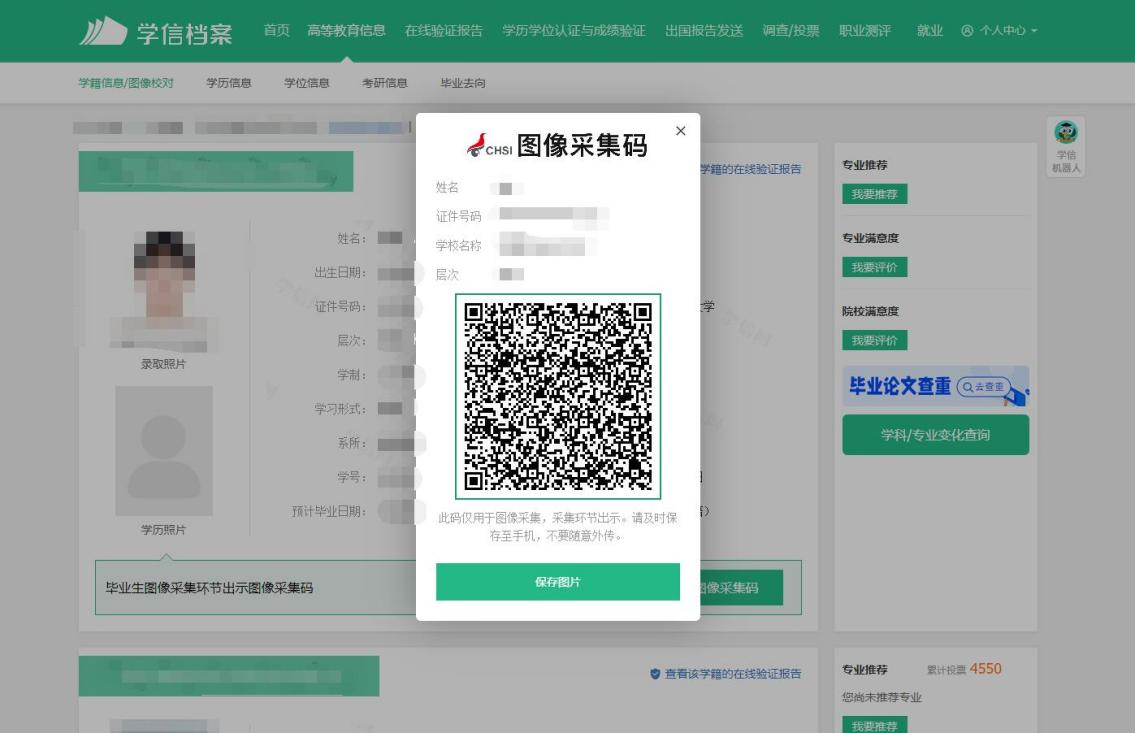 学信档案
首页 高等教育信息 在线验证报告 学历学位认证与成绩验证 出国报告发送 调查/投票 职业测评 就业 个人中心
学籍信息/图像校对 学历信息 学位信息 考研信息 毕业去向
学籍的在线验证报告
姓名：
出生日期：
证件号码：
层次：
学制：
学习形式：
系所：
学号：
预计毕业日期：
录取照片
学历照片
毕业生图像采集环节出示图像采集码
图像采集码
CHSI 图像采集码
×
姓名
证件号码
学校名称
层次
此码仅用于图像采集，采集环节出示。请及时保
存至手机，不要随意外传。
保存图片
专业推荐
我要推荐
专业满意度
我要评价
院校满意度
我要评价
毕业论文查重 去查重
学科/专业变化查询
学信
机器人
查看该学籍的在线验证报告
专业推荐 累计投票 4550
您尚未推荐专业
我要推荐